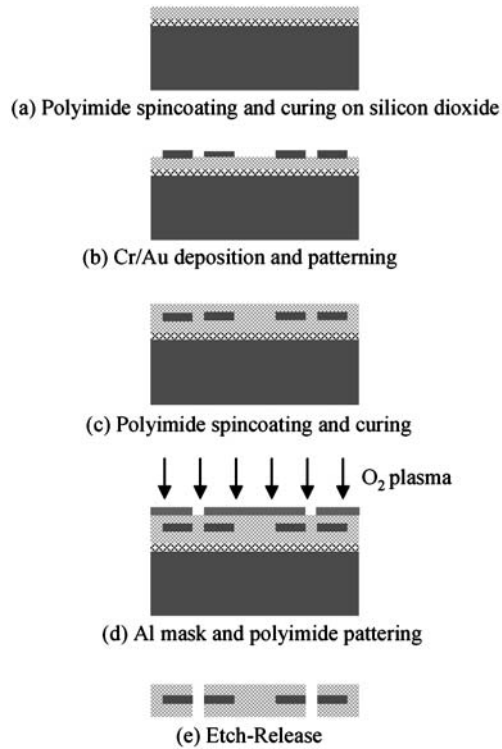 (a) Polyimide spincoating and curing on silicon dioxide
(b) Cr/Au deposition and patterning
(c) Polyimide spincoating and curing
O₂ plasma
(d) Al mask and polyimide pattering
(e) Etch-Release